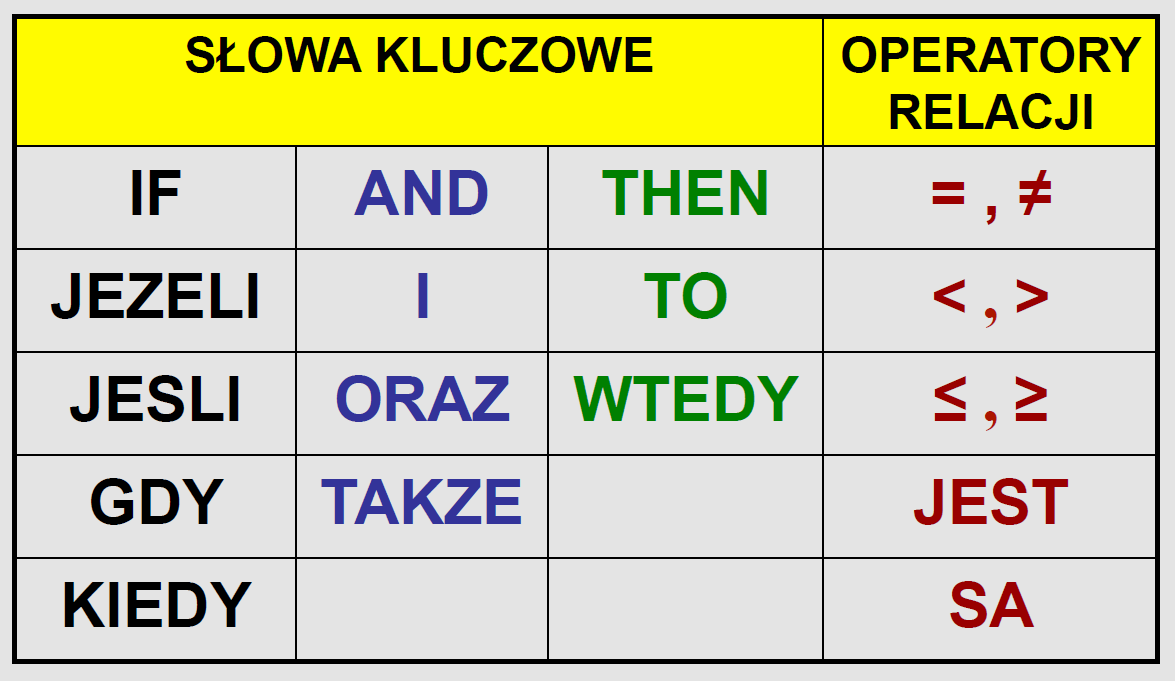 SŁOWA KLUCZOWE
OPERATORY
RELACJI
IF AND THEN = , ≠
JEZELI I TO < , >
JESLI ORAZ WTEDY ≤ , ≥
GDY TAKZE JEST
KIEDY SA